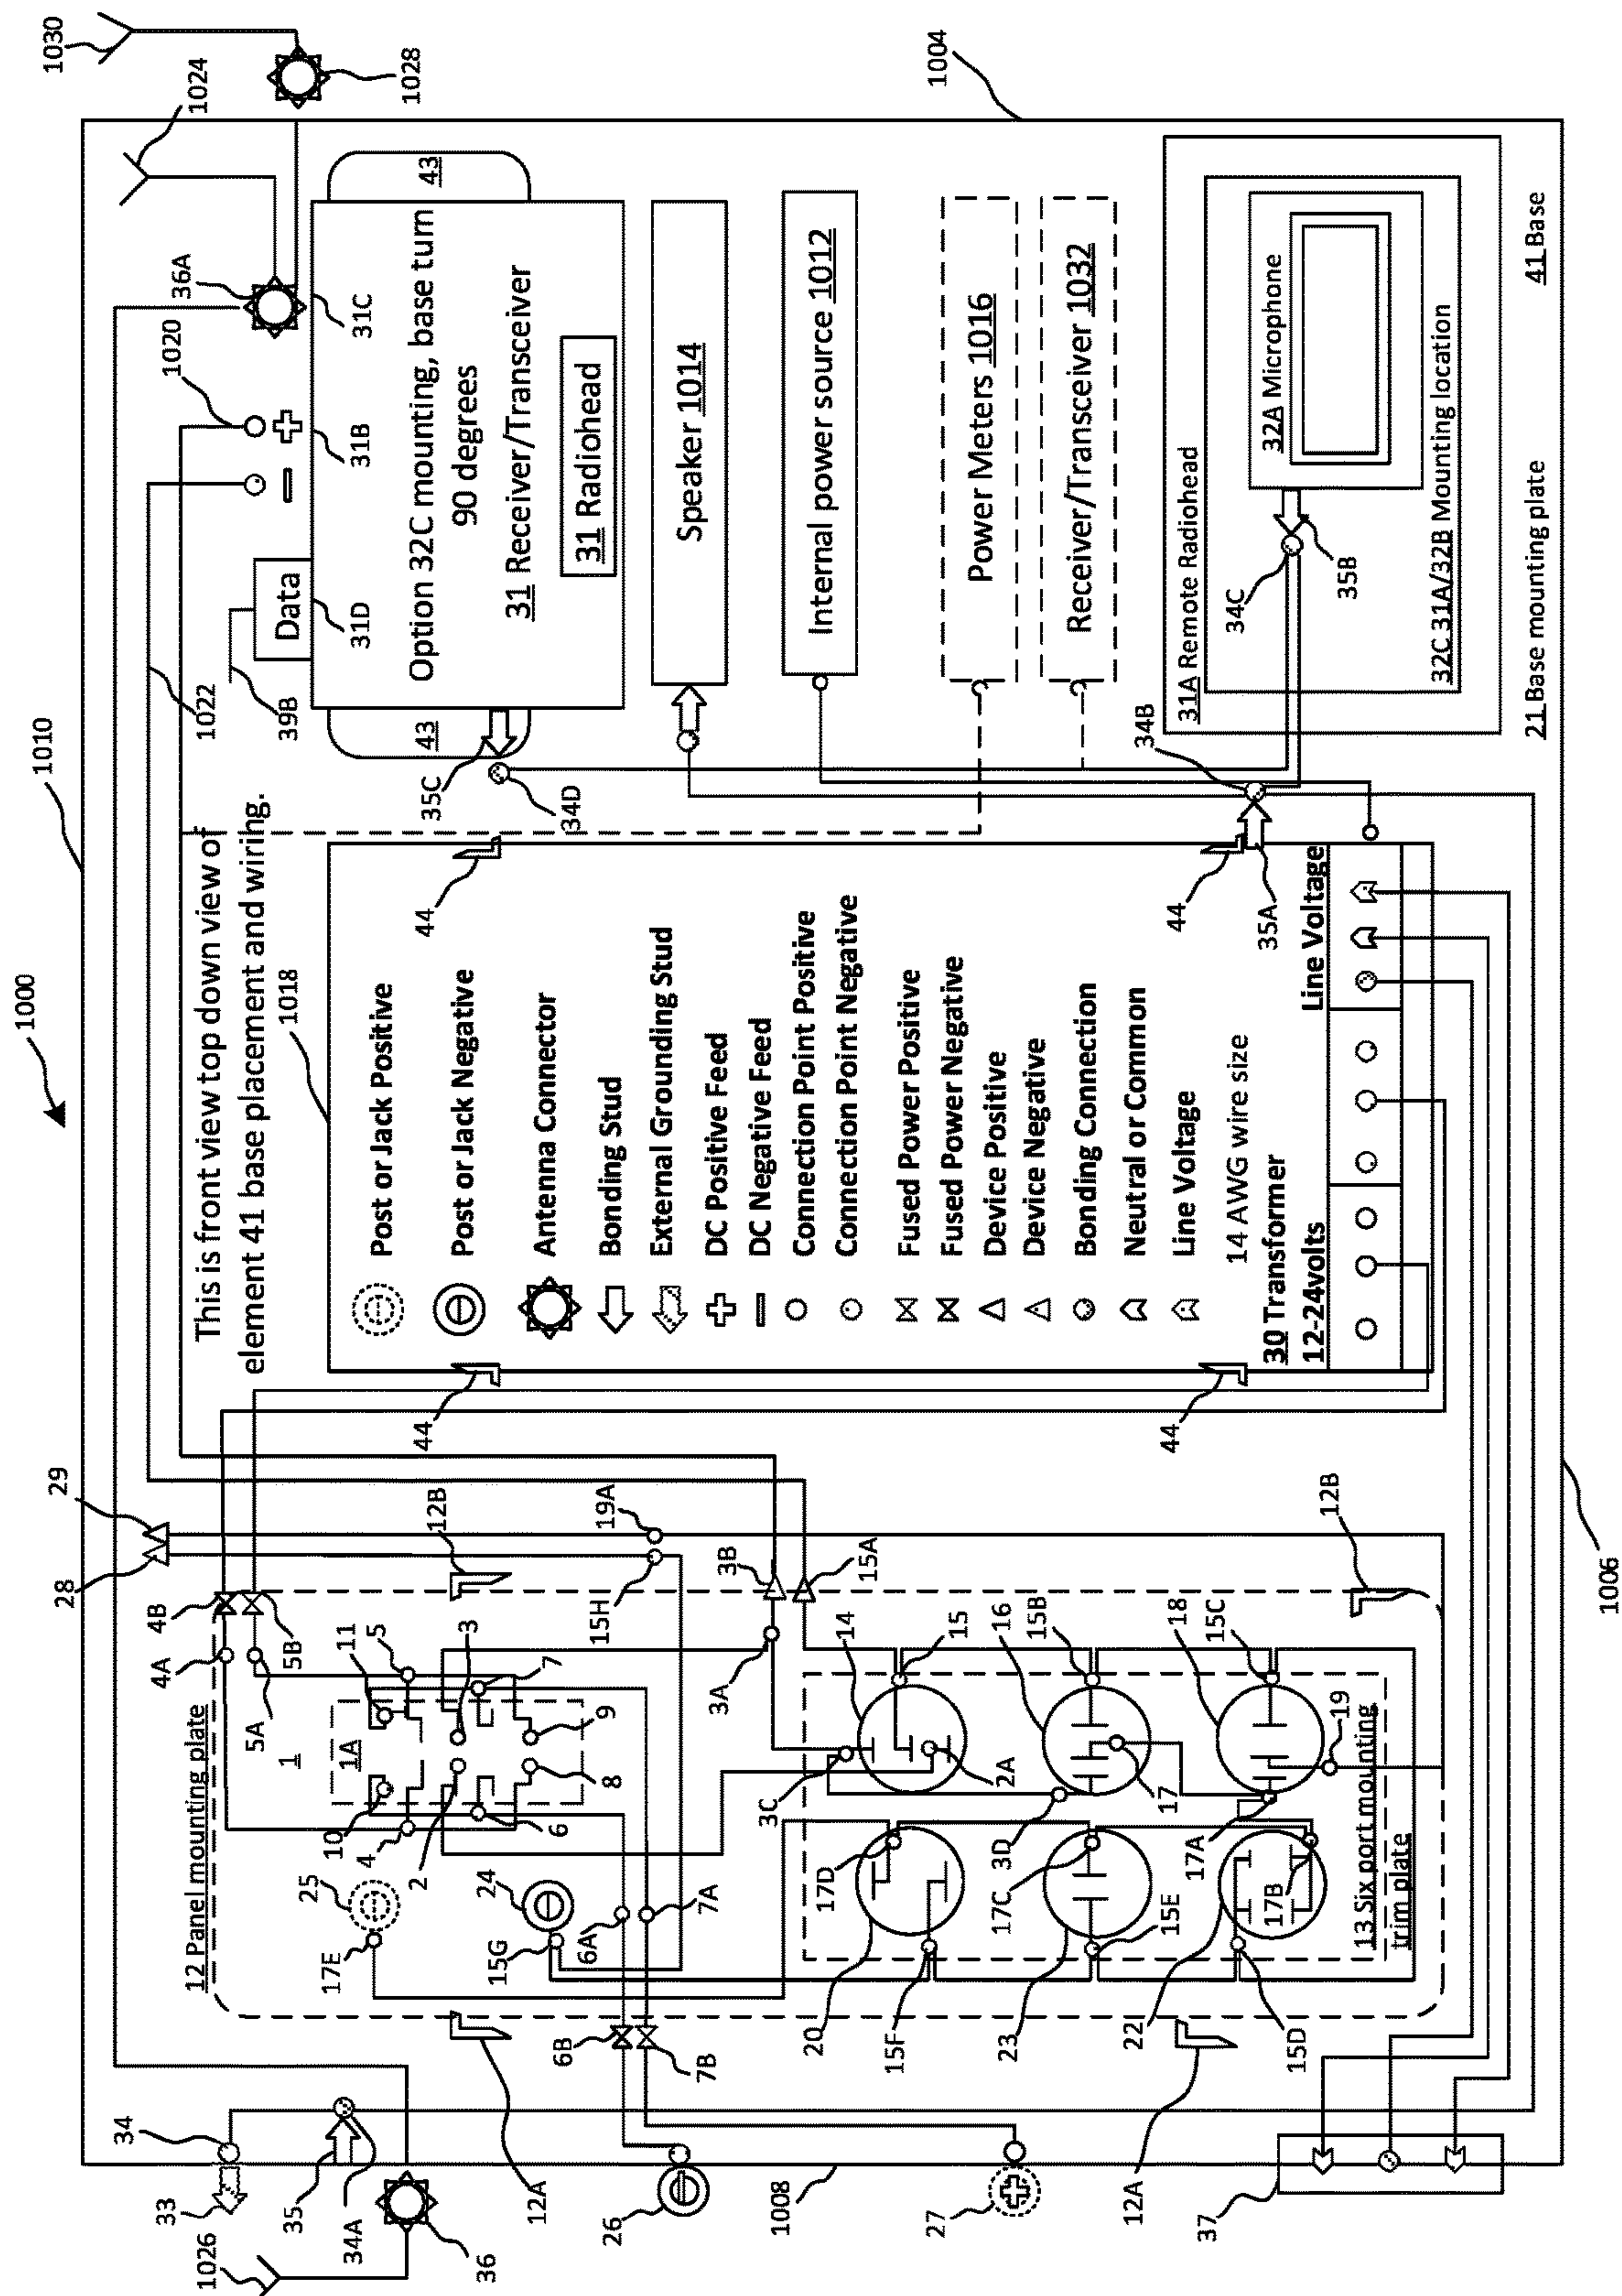 1000
1010
This is front view top down view of
element 41 base placement and wiring.
1018
Post or Jack Positive
Post or Jack Negative
Antenna Connector
Bonding Stud
External Grounding Stud
DC Positive Feed
DC Negative Feed
Connection Point Positive
Connection Point Negative
Fused Power Positive
Fused Power Negative
Device Positive
Device Negative
Bonding Connection
Neutral or Common
Line Voltage
14 AWG wire size
30 Transformer
12-24volts
Line Voltage
44
44
44
44
35A
34B
1026
36
33
34
35
34A
26
1008
27
37
12A
12A
6B
7B
12 Panel mounting plate
28
29
4B
4A
5B
5A
12B
12B
19A
15H
3B
15A
3A
1
1A
11
5
3
7
9
8
6
2
4
10
25
17E
24
15G
6A
7A
3C
14
15
2A
16
15B
17
3D
18
15C
19
17A
17D
20
15F
17C
23
15E
17B
22
15D
13 Six port mounting
trim plate
1006
1022
1020
39B
Data
31D
31B
31C
36A
1024
1030
1028
1004
43
43
35C
34D
Option 32C mounting, base turn
90 degrees
31 Receiver/Transceiver
31 Radiohead
Speaker 1014
Internal power source 1012
Power Meters 1016
Receiver/Transceiver 1032
31A Remote Radiohead
32A Microphone
34C
35B
32C 31A/32B Mounting location
21 Base mounting plate
41 Base